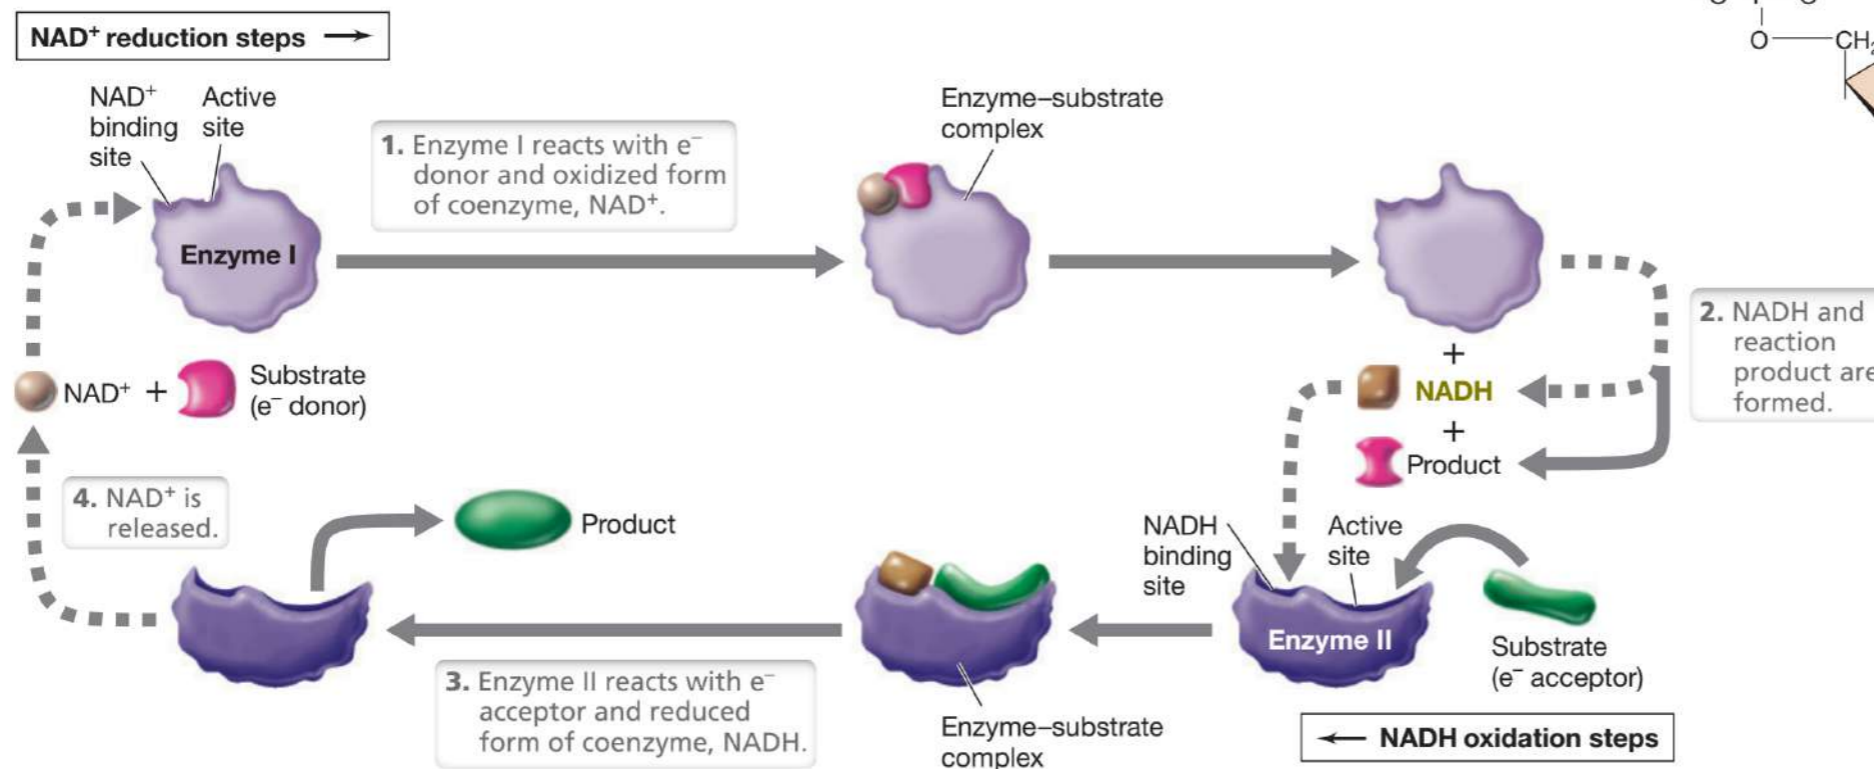 NAD⁺ reduction steps →
O
CH₂
NAD⁺
binding
site
Active
site
1. Enzyme I reacts with e⁻
donor and oxidized form
of coenzyme, NAD⁺.
Enzyme–substrate
complex
Enzyme I
2. NADH and
reaction
product are
formed.
NAD⁺ +
Substrate
(e⁻ donor)
+
NADH
+
Product
4. NAD⁺ is
released.
Product
NADH
binding
site
Active
site
Enzyme II
Substrate
(e⁻ acceptor)
3. Enzyme II reacts with e⁻
acceptor and reduced
form of coenzyme, NADH.
Enzyme–substrate
complex
← NADH oxidation steps